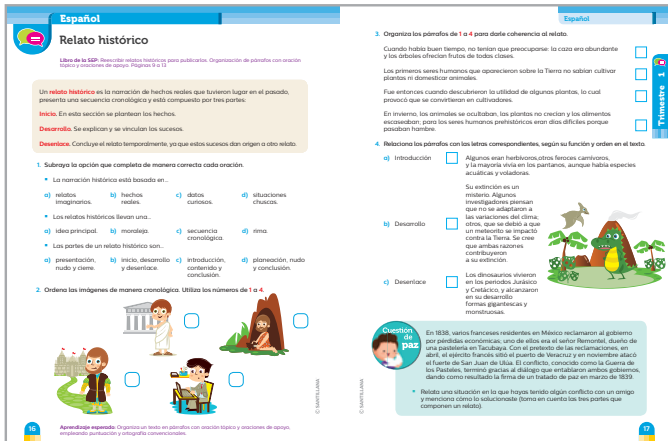 Español
Relato histórico
Libro de la SEP: Reescribir relatos históricos para publicarlos. Organización de párrafos con oración
tópico y oraciones de apoyo. Páginas 9 a 13
Un relato histórico es la narración de hechos reales que tuvieron lugar en el pasado,
presenta una secuencia cronológica y está compuesto por tres partes:
Inicio. En esta sección se plantean los hechos.
Desarrollo. Se explican y se vinculan los sucesos.
Desenlace. Concluye el relato temporalmente, ya que estos sucesos dan origen a otro relato.
1. Subraya la opción que completa de manera correcta cada oración.
• La narración histórica está basada en...
a) relatos imaginarios. b) hechos reales. c) datos curiosos. d) situaciones chuscas.
• Los relatos históricos llevan una...
a) idea principal. b) moraleja. c) secuencia cronológica. d) rima.
• Las partes de un relato histórico son...
a) presentación, nudo y cierre. b) inicio, desarrollo y desenlace. c) introducción, contenido y conclusión. d) planeación, nudo y conclusión.
2. Ordena las imágenes de manera cronológica. Utiliza los números de 1 a 4.
© SANTILLANA
16
Aprendizaje esperado: Organiza un texto en párrafos con oración tópico y oraciones de apoyo,
empleando puntuación y ortografía convencionales.
Español
3. Organiza los párrafos de 1 a 4 para darle coherencia al relato.
Cuando había buen tiempo, no tenían que preocuparse: la caza era abundante
y los árboles ofrecían frutos de todas clases.
Los primeros seres humanos que aparecieron sobre la Tierra no sabían cultivar
plantas ni domesticar animales.
Fue entonces cuando descubrieron la utilidad de algunas plantas, lo cual
provocó que se convirtieran en cultivadores.
En invierno, los animales se ocultaban, las plantas no crecían y los alimentos
escaseaban; para los seres humanos prehistóricos eran días difíciles porque
pasaban hambre.
Trimestre 1
4. Relaciona los párrafos con las letras correspondientes, según su función y orden en el texto.
a) Introducción
Algunos eran herbívoros,otros feroces carnívoros,
y la mayoría vivía en los pantanos, aunque había especies
acuáticas y voladoras.
b) Desarrollo
Su extinción es un
misterio. Algunos
investigadores piensan
que no se adaptaron a
las variaciones del clima;
otros, que se debió a que
un meteorito se impactó
contra la Tierra. Se cree
que ambas razones
contribuyeron
a su extinción.
c) Desenlace
Los dinosaurios vivieron
en los periodos Jurásico
y Cretácico, y alcanzaron
en su desarrollo
formas gigantescas y
monstruosas.
Cuestión
de
paz
En 1838, varios franceses residentes en México reclamaron al gobierno
por pérdidas económicas; uno de ellos era el señor Remontel, dueño de
una pastelería en Tacubaya. Con el pretexto de las reclamaciones, en
abril, el ejército francés sitió el puerto de Veracruz y en noviembre atacó
el fuerte de San Juan de Ulúa. El conflicto, conocido como la Guerra de
los Pasteles, terminó gracias al diálogo que entablaron ambos gobiernos,
dando como resultado la firma de un tratado de paz en marzo de 1839.
• Relata una situación en la que hayas tenido algún conflicto con un amigo
y menciona cómo lo solucionaste (toma en cuenta las tres partes que
componen un relato).
© SANTILLANA
17